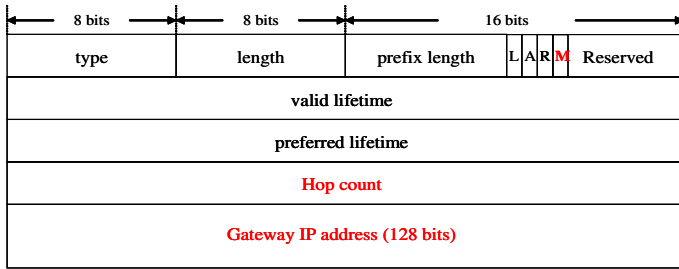 8 bits 8 bits 16 bits
type length prefix length L A R M Reserved
valid lifetime
preferred lifetime
Hop count
Gateway IP address (128 bits)